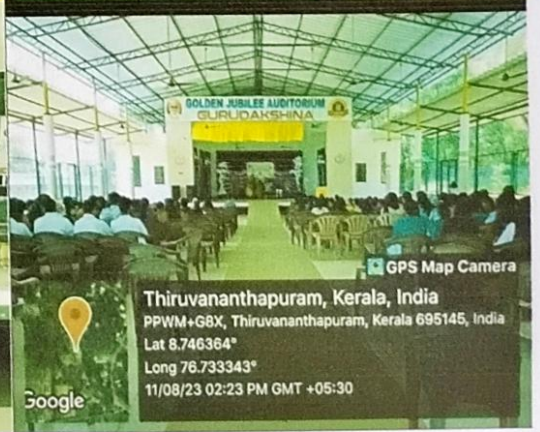 GOLDEN JUBILEE AUDITORIUM
GURUDAKSHINA
GPS Map Camera
Thiruvananthapuram, Kerala, India
PPWM+G8X, Thiruvananthapuram, Kerala 695145, India
Lat 8.746364°
Long 76.733343°
11/08/23 02:23 PM GMT +05:30
Google